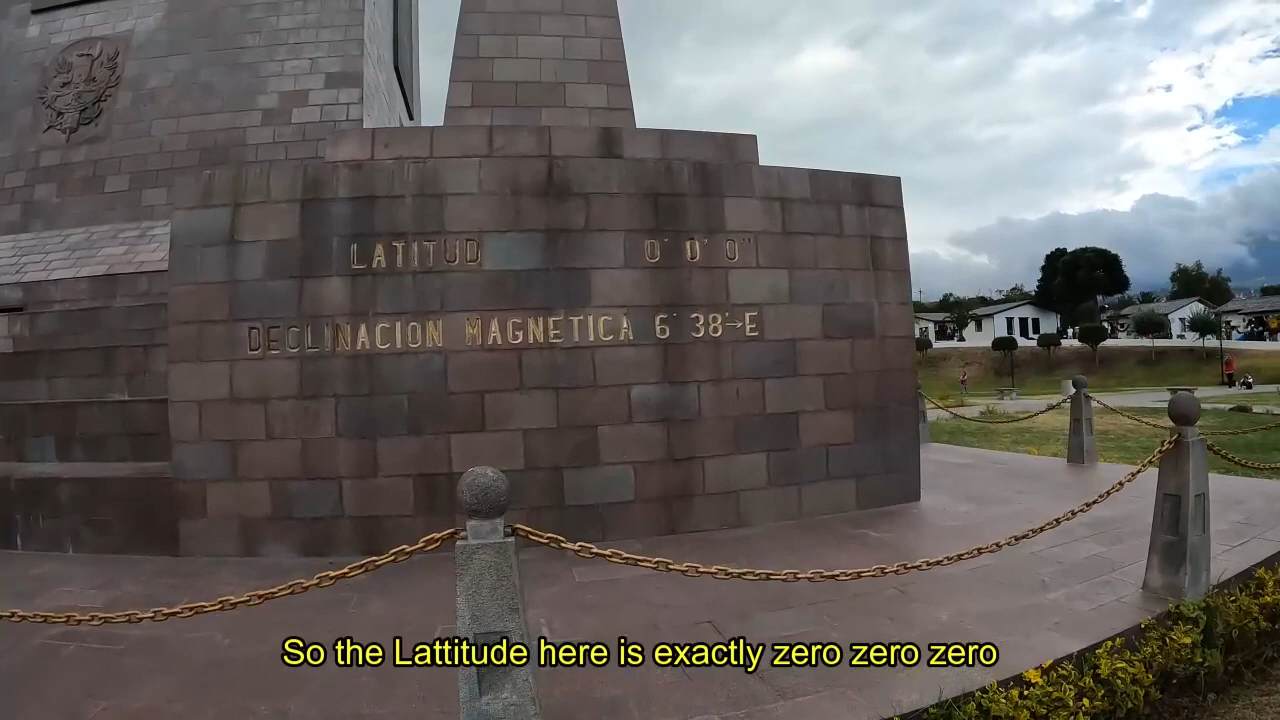 LATITUD 0° 0' 0"
DECLINACION MAGNETICA 6° 38'→E
So the Lattitude here is exactly zero zero zero